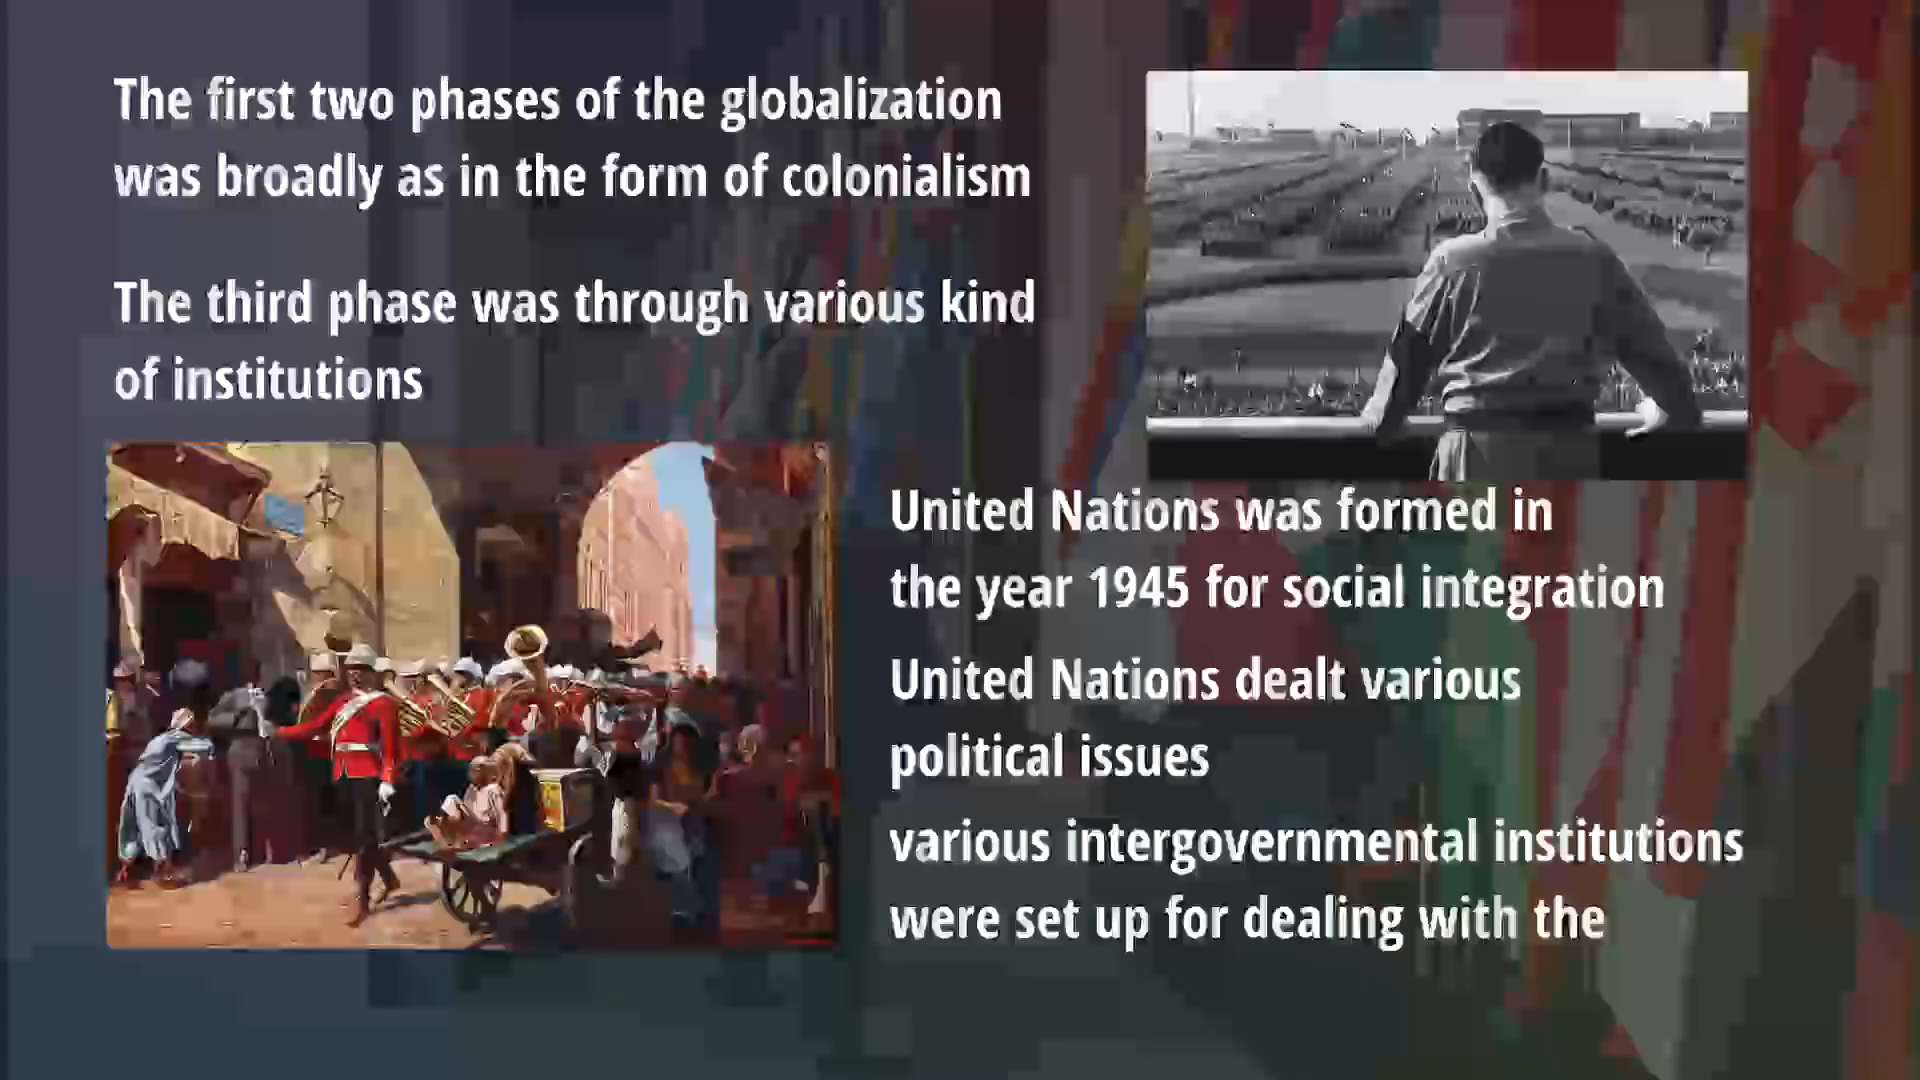 The first two phases of the globalization
was broadly as in the form of colonialism
The third phase was through various kind
of institutions
United Nations was formed in
the year 1945 for social integration
United Nations dealt various
political issues
various intergovernmental institutions
were set up for dealing with the